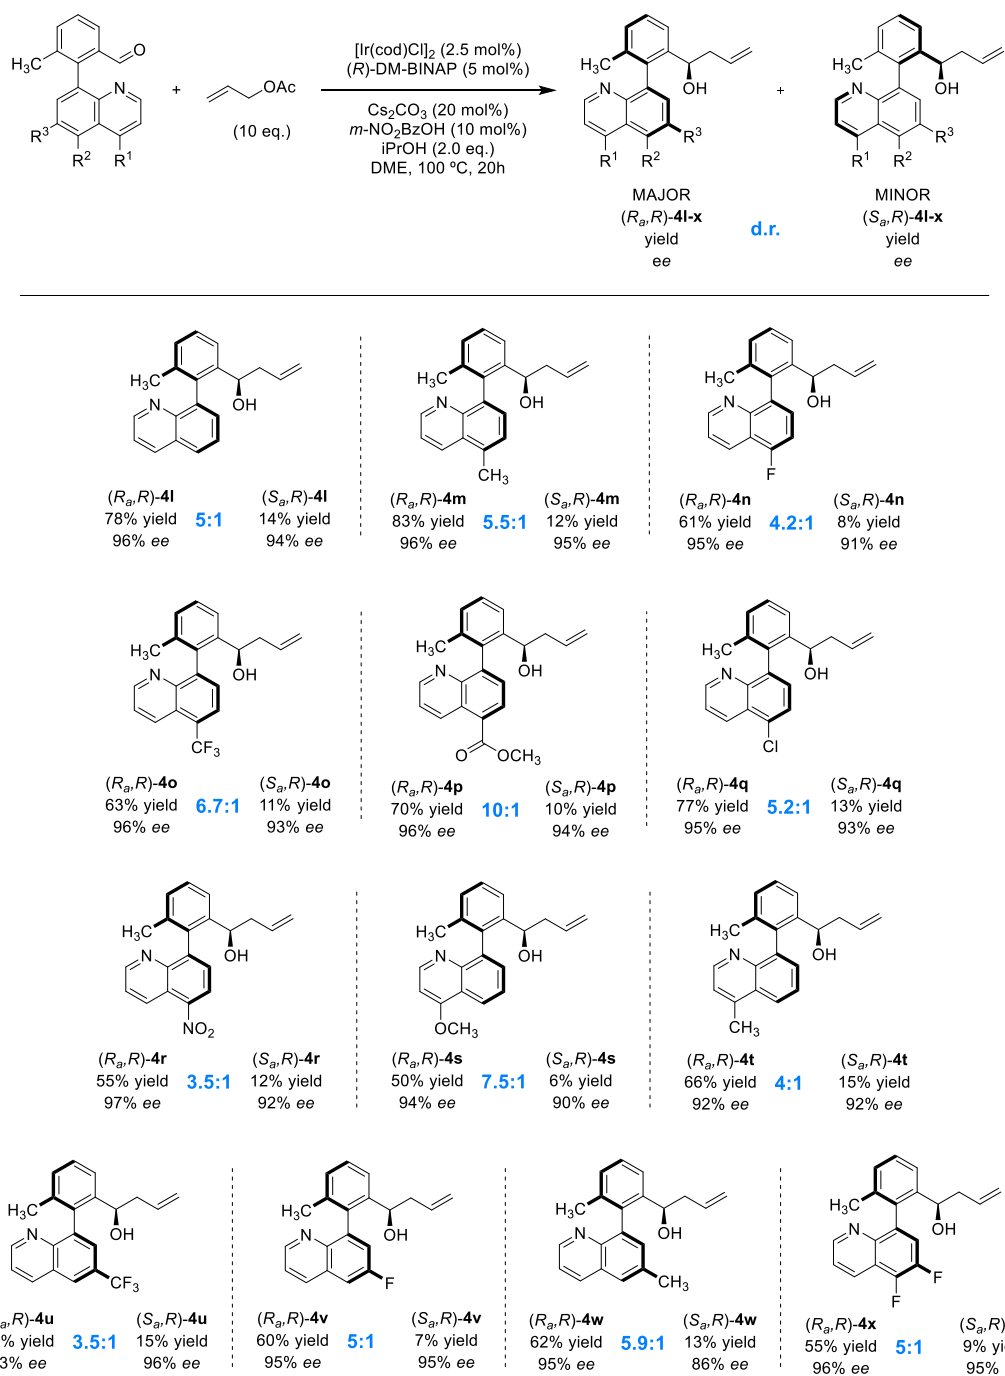 H3C
O
N
R3
R2
R1
+
OAc
(10 eq.)
[Ir(cod)Cl]2 (2.5 mol%)
(R)-DM-BINAP (5 mol%)
Cs2CO3 (20 mol%)
m-NO2BzOH (10 mol%)
iPrOH (2.0 eq.)
DME, 100 ºC, 20h
H3C
OH
N
R3
R1
R2
+
H3C
OH
N
R3
R1
R2
MAJOR
(Ra,R)-4l-x
yield
ee
d.r.
MINOR
(Sa,R)-4l-x
yield
ee
H3C
N
OH
(Ra,R)-4l
78% yield
96% ee
5:1
(Sa,R)-4l
14% yield
94% ee
H3C
N
OH
CH3
(Ra,R)-4m
83% yield
96% ee
5.5:1
(Sa,R)-4m
12% yield
95% ee
H3C
N
OH
F
(Ra,R)-4n
61% yield
95% ee
4.2:1
(Sa,R)-4n
8% yield
91% ee
H3C
N
OH
CF3
(Ra,R)-4o
63% yield
96% ee
6.7:1
(Sa,R)-4o
11% yield
93% ee
H3C
N
OH
O
OCH3
(Ra,R)-4p
70% yield
96% ee
10:1
(Sa,R)-4p
10% yield
94% ee
H3C
N
OH
Cl
(Ra,R)-4q
77% yield
95% ee
5.2:1
(Sa,R)-4q
13% yield
93% ee
H3C
N
OH
NO2
(Ra,R)-4r
55% yield
97% ee
3.5:1
(Sa,R)-4r
12% yield
92% ee
H3C
N
OH
OCH3
(Ra,R)-4s
50% yield
94% ee
7.5:1
(Sa,R)-4s
6% yield
90% ee
H3C
N
OH
CH3
(Ra,R)-4t
66% yield
92% ee
4:1
(Sa,R)-4t
15% yield
92% ee
H3C
N
OH
CF3
a,R)-4u
% yield
3% ee
3.5:1
(Sa,R)-4u
15% yield
96% ee
H3C
N
OH
F
(Ra,R)-4v
60% yield
95% ee
5:1
(Sa,R)-4v
7% yield
95% ee
H3C
N
OH
CH3
(Ra,R)-4w
62% yield
95% ee
5.9:1
(Sa,R)-4w
13% yield
86% ee
H3C
N
OH
F
F
(Ra,R)-4x
55% yield
96% ee
5:1
(Sa,R)
9% yi
95%